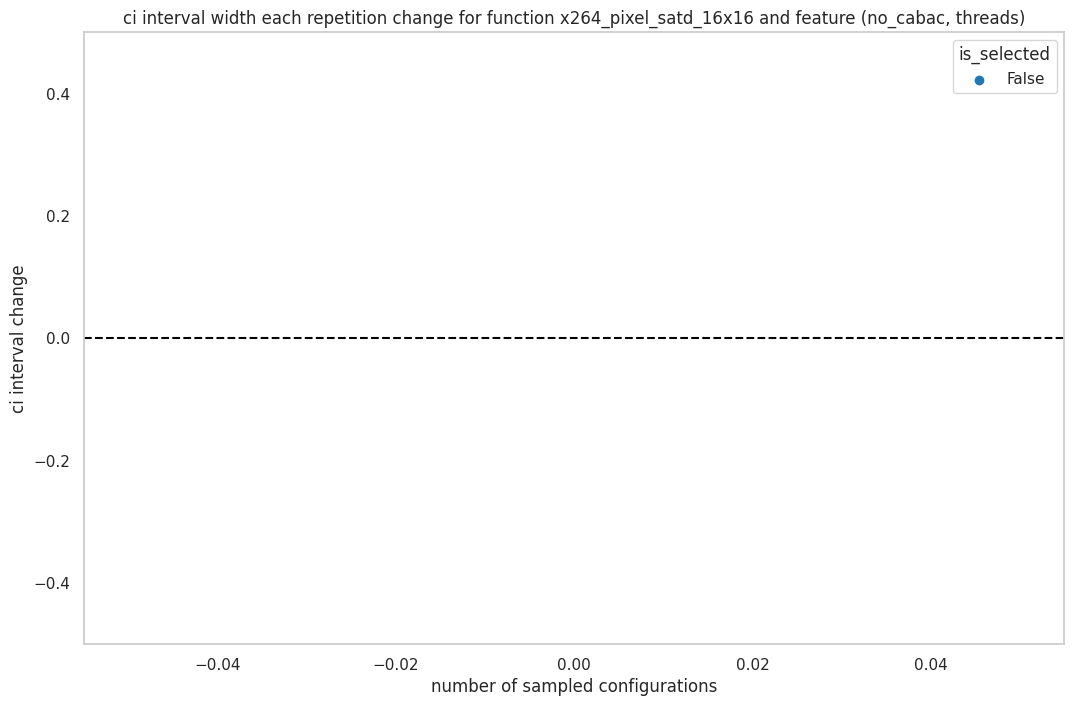 ci interval width each repetition change for function x264_pixel_satd_16x16 and feature (no_cabac, threads)
is_selected
False
0.4
0.2
0.0
−0.2
−0.4
ci interval change
−0.04
−0.02
0.00
0.02
0.04
number of sampled configurations